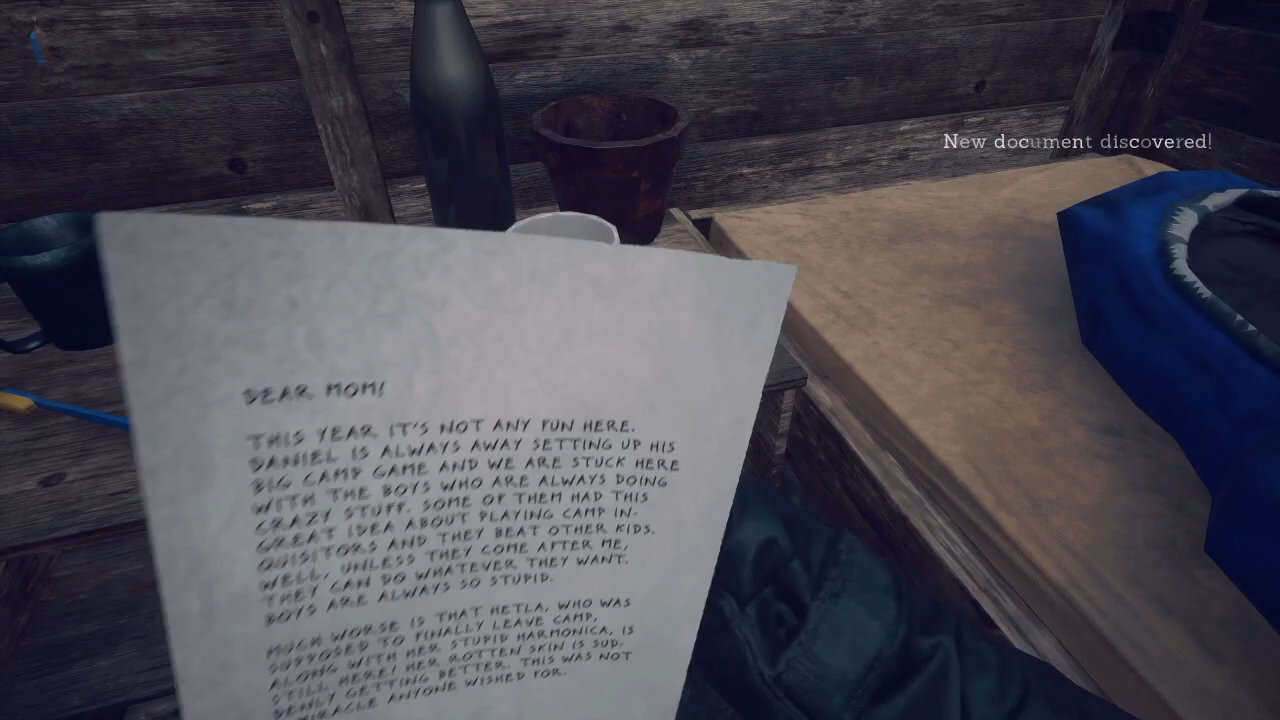 New document discovered!
DEAR MOM!
THIS YEAR IT'S NOT ANY FUN HERE.
DANIEL IS ALWAYS AWAY SETTING UP HIS
BIG CAMP GAME AND WE ARE STUCK HERE
WITH THE BOYS WHO ARE ALWAYS DOING
CRAZY STUFF. SOME OF THEM HAD THIS
GREAT IDEA ABOUT PLAYING CAMP IN-
QUISITORS AND THEY BEAT OTHER KIDS.
WELL, UNLESS THEY COME AFTER ME,
THEY CAN DO WHATEVER THEY WANT.
BOYS ARE ALWAYS SO STUPID.
MUCH WORSE IS THAT HETLA, WHO WAS
SUPPOSED TO FINALLY LEAVE CAMP,
ALONG WITH HER STUPID HARMONICA, IS
STILL HERE! HER ROTTEN SKIN IS SUD-
DENLY GETTING BETTER. THIS WAS NOT
MIRACLE ANYONE WISHED FOR.